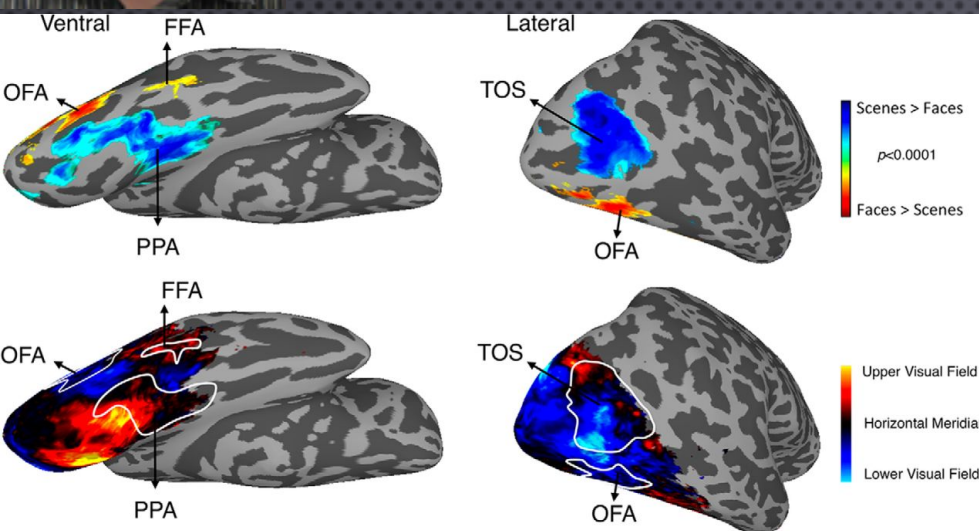 Ventral
FFA
OFA
PPA
Lateral
TOS
OFA
Scenes > Faces
p<0.0001
Faces > Scenes
FFA
OFA
PPA
TOS
OFA
Upper Visual Field
Horizontal Meridia
Lower Visual Field